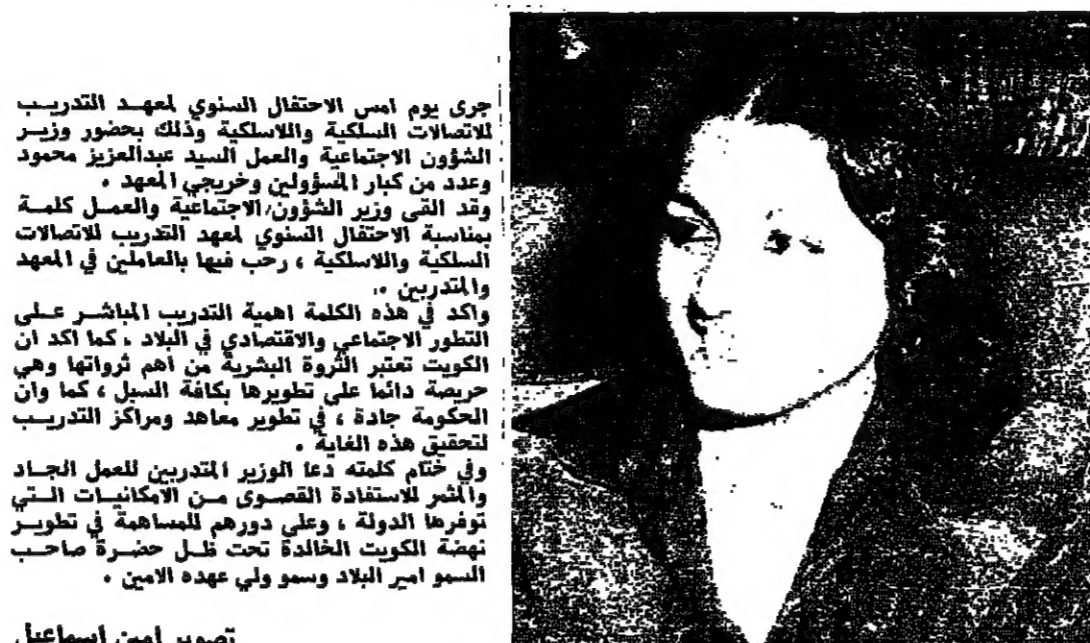 جرى يوم امس الاحتفال السنوي لمعهد التدريب
للاتصالات السلكية واللاسلكية وذلك بحضور وزير
الشؤون الاجتماعية والعمل السيد عبدالعزيز محمود
وعدد من كبار المسؤولين وخريجي المعهد .
وقد القى وزير الشؤون الاجتماعية والعمل كلمة
بمناسبة الاحتفال السنوي لمعهد التدريب للاتصالات
السلكية واللاسلكية ، رحب فيها بالعاملين في المعهد
والمتدربين .
واكد في هذه الكلمة اهمية التدريب المباشر على
التطور الاجتماعي والاقتصادي في البلاد ، كما اكد ان
الكويت تعتبر الثروة البشرية من اهم ثرواتها وهي
حريصة دائما على تطويرها بكافة السبل ، كما وان
الحكومة جادة ، في تطوير معاهد ومراكز التدريب
لتحقيق هذه الغاية .
وفي ختام كلمته دعا الوزير المتدربين للعمل الجاد
والمثمر للاستفادة القصوى من الامكانيات التي
توفرها الدولة ، وعلى دورهم للمساهمة في تطوير
نهضة الكويت الخالدة تحت ظل حضرة صاحب
السمو امير البلاد وسمو ولي عهده الامين .
تصوير امين اسماعيل